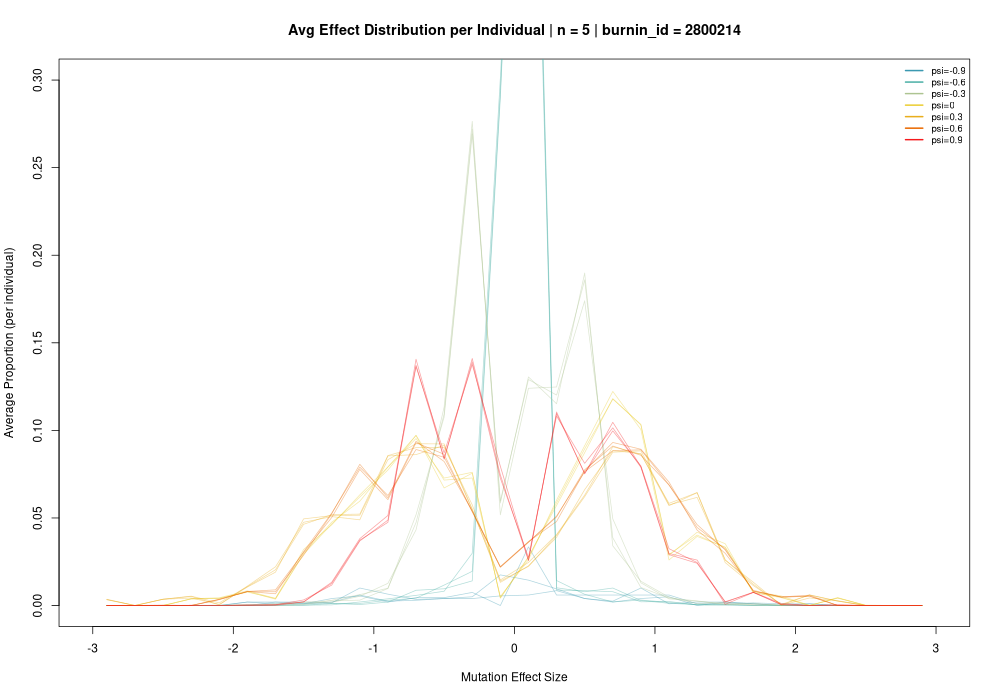 Avg Effect Distribution per Individual | n = 5 | burnin_id = 2800214
psi=-0.9
psi=-0.6
psi=-0.3
psi=0
psi=0.3
psi=0.6
psi=0.9
Average Proportion (per individual)
0.30
0.25
0.20
0.15
0.10
0.05
0.00
-3 -2 -1 0 1 2 3
Mutation Effect Size